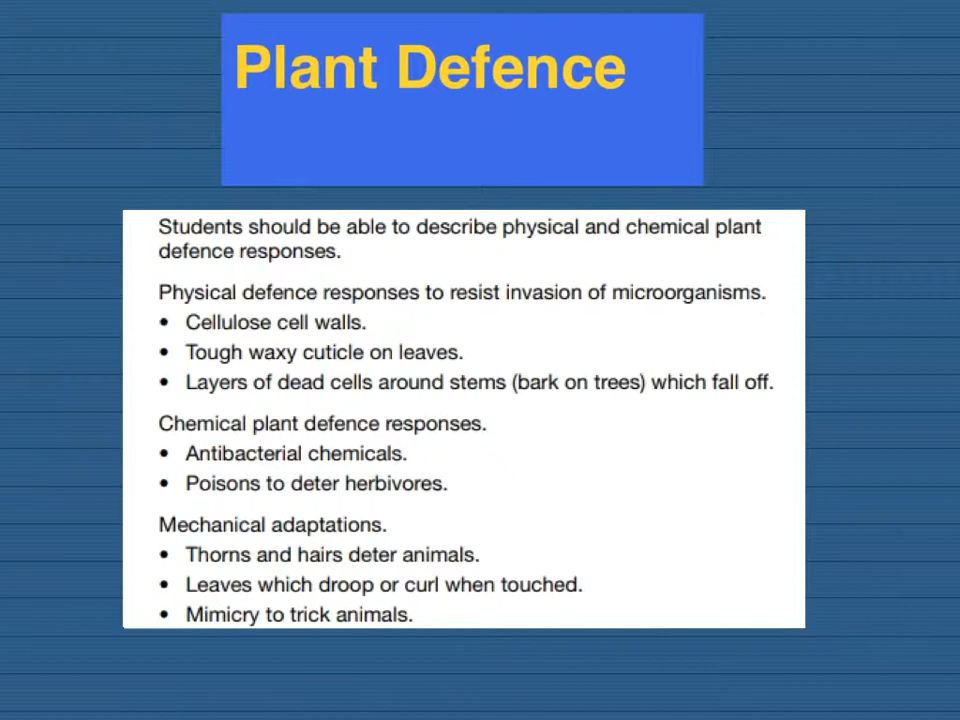 Plant Defence
Students should be able to describe physical and chemical plant
defence responses.
Physical defence responses to resist invasion of microorganisms.
• Cellulose cell walls.
• Tough waxy cuticle on leaves.
• Layers of dead cells around stems (bark on trees) which fall off.
Chemical plant defence responses.
• Antibacterial chemicals.
• Poisons to deter herbivores.
Mechanical adaptations.
• Thorns and hairs deter animals.
• Leaves which droop or curl when touched.
• Mimicry to trick animals.